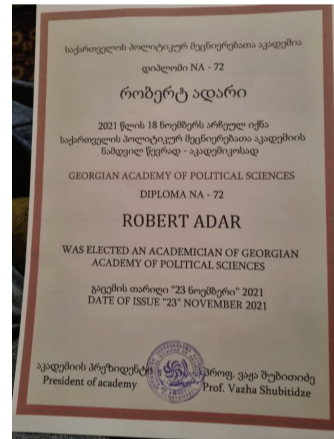 საქართველოს პოლიტიკურ მეცნიერებათა აკადემია
დიპლომი NA - 72
რობერტ ადარი
2021 წლის 18 ნოემბერს არჩეულ იქნა
საქართველოს პოლიტიკურ მეცნიერებათა აკადემიის
ნამდვილ წევრად - აკადემიკოსად
GEORGIAN ACADEMY OF POLITICAL SCIENCES
DIPLOMA NA - 72
ROBERT ADAR
WAS ELECTED AN ACADEMICIAN OF GEORGIAN
ACADEMY OF POLITICAL SCIENCES
გაცემის თარიღი "23 ნოემბერი" 2021
DATE OF ISSUE "23" NOVEMBER 2021
აკადემიის პრეზიდენტი პროფ. ვაჟა შუბითიძე
President of academy Prof. Vazha Shubitidze